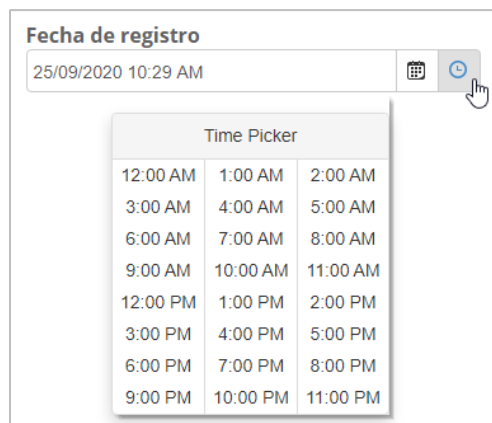 Fecha de registro
25/09/2020 10:29 AM
Time Picker
12:00 AM 1:00 AM 2:00 AM
3:00 AM 4:00 AM 5:00 AM
6:00 AM 7:00 AM 8:00 AM
9:00 AM 10:00 AM 11:00 AM
12:00 PM 1:00 PM 2:00 PM
3:00 PM 4:00 PM 5:00 PM
6:00 PM 7:00 PM 8:00 PM
9:00 PM 10:00 PM 11:00 PM